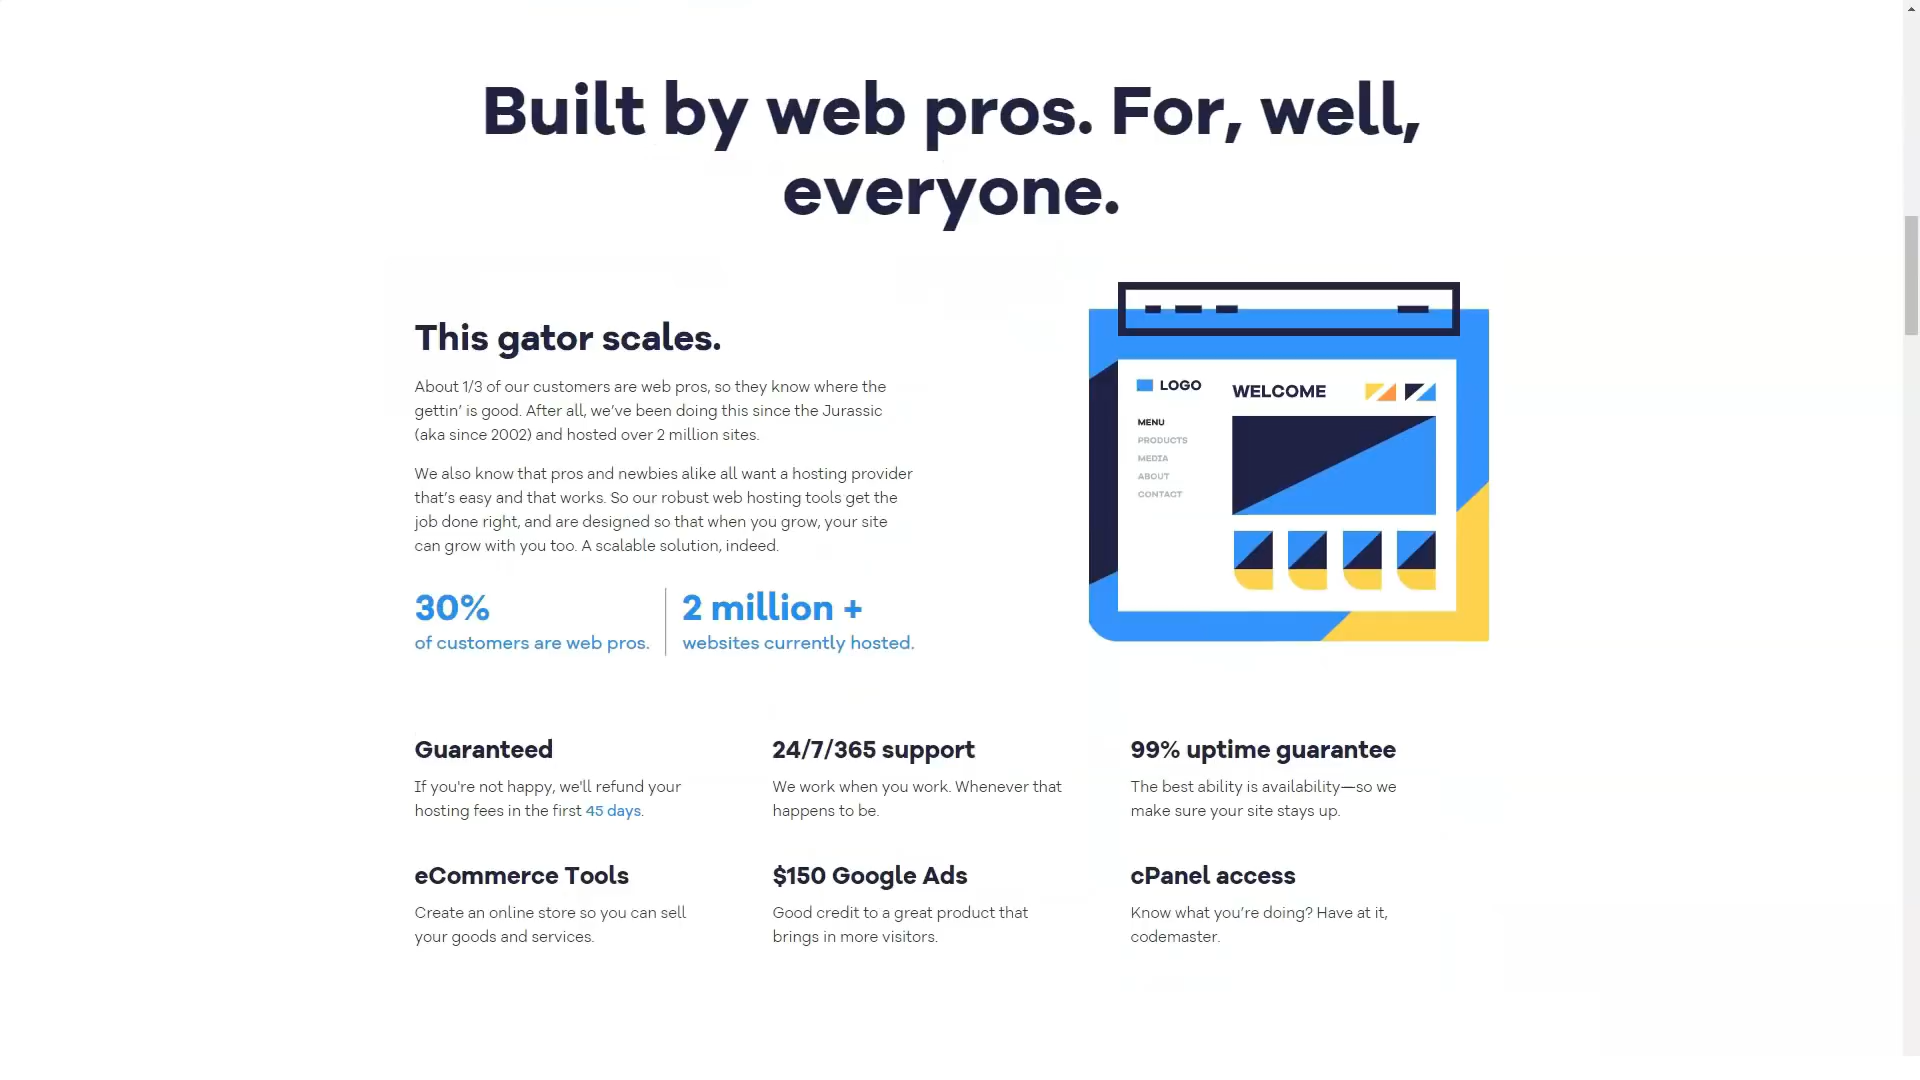 Built by web pros. For, well,
everyone.
This gator scales.
About 1/3 of our customers are web pros, so they know where the
gettin’ is good. After all, we’ve been doing this since the Jurassic
(aka since 2002) and hosted over 2 million sites.
We also know that pros and newbies alike all want a hosting provider
that’s easy and that works. So our robust web hosting tools get the
job done right, and are designed so that when you grow, your site
can grow with you too. A scalable solution, indeed.
30%
of customers are web pros.
2 million +
websites currently hosted.
LOGO
WELCOME
MENU
PRODUCTS
MEDIA
ABOUT
CONTACT
Guaranteed
If you're not happy, we'll refund your
hosting fees in the first 45 days.
24/7/365 support
We work when you work. Whenever that
happens to be.
99% uptime guarantee
The best ability is availability—so we
make sure your site stays up.
eCommerce Tools
Create an online store so you can sell
your goods and services.
$150 Google Ads
Good credit to a great product that
brings in more visitors.
cPanel access
Know what you’re doing? Have at it,
codemaster.